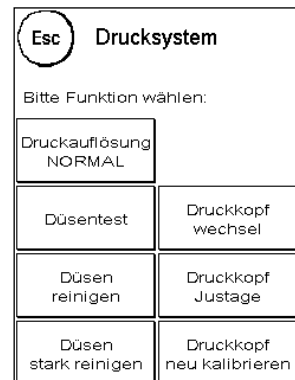 Esc Drucksystem
Bitte Funktion wählen:
Druckauflösung
NORMAL
Düsentest
Druckkopf
wechsel
Düsen
reinigen
Druckkopf
Justage
Düsen
stark reinigen
Druckkopf
neu kalibrieren